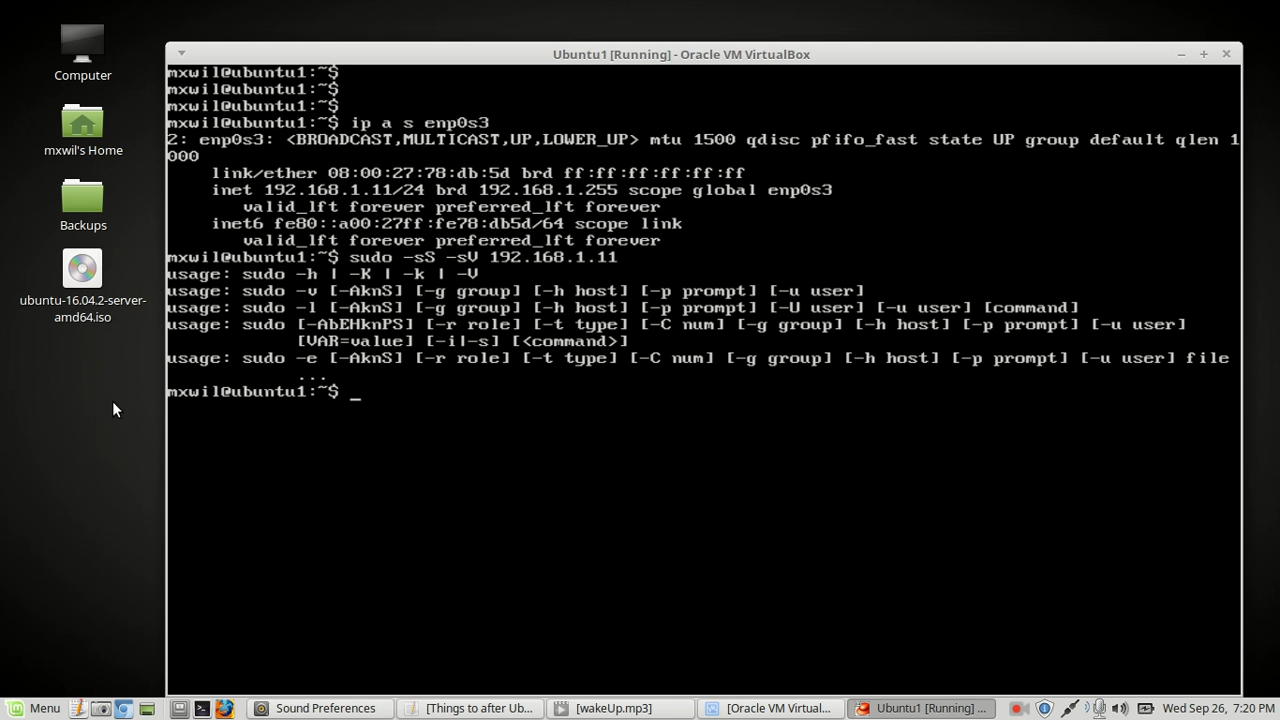 Computer
mxwil's Home
Backups
ubuntu-16.04.2-server-
amd64.iso
Ubuntu1 [Running] - Oracle VM VirtualBox
mxwil@ubuntu1:~$
mxwil@ubuntu1:~$
mxwil@ubuntu1:~$
mxwil@ubuntu1:~$ ip a s enp0s3
2: enp0s3: <BROADCAST,MULTICAST,UP,LOWER_UP> mtu 1500 qdisc pfifo_fast state UP group default qlen 1
000
link/ether 08:00:27:78:db:5d brd ff:ff:ff:ff:ff:ff
inet 192.168.1.11/24 brd 192.168.1.255 scope global enp0s3
valid_lft forever preferred_lft forever
inet6 fe80::a00:27ff:fe78:db5d/64 scope link
valid_lft forever preferred_lft forever
mxwil@ubuntu1:~$ sudo -sS -sV 192.168.1.11
usage: sudo -h | -K | -k | -V
usage: sudo -v [-AknS] [-g group] [-h host] [-p prompt] [-u user]
usage: sudo -l [-AknS] [-g group] [-h host] [-p prompt] [-U user] [-u user] [command]
usage: sudo [-AbEHknPS] [-r role] [-t type] [-C num] [-g group] [-h host] [-p prompt] [-u user]
[VAR=value] [-i|-s] [<command>]
usage: sudo -e [-AknS] [-r role] [-t type] [-C num] [-g group] [-h host] [-p prompt] [-u user] file
...
mxwil@ubuntu1:~$ _
Menu
Sound Preferences
[Things to after Ub...
[wakeUp.mp3]
[Oracle VM Virtual...
Ubuntu1 [Running] ...
Wed Sep 26, 7:20 PM